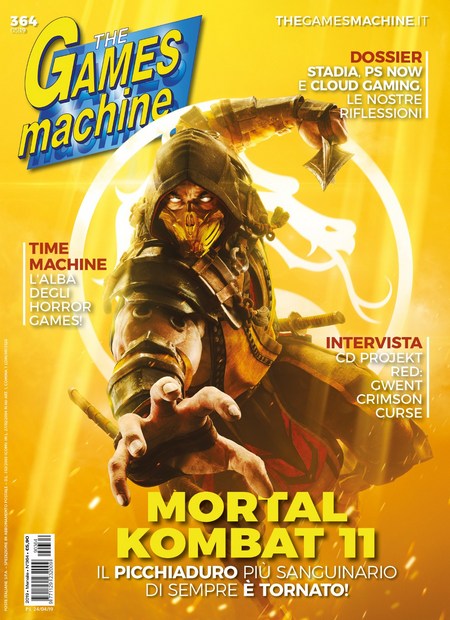 364
THEGAMESMACHINE.IT
THE
GAMES
machine
DOSSIER
STADIA, PS NOW
E CLOUD GAMING,
LE NOSTRE
RIFLESSIONI
TIME
MACHINE
L'ALBA
DEGLI
HORROR
GAMES!
INTERVISTA
CD PROJEKT
RED:
GWENT
CRIMSON
CURSE
MORTAL
KOMBAT 11
IL PICCHIADURO PIÙ SANGUINARIO
DI SEMPRE È TORNATO!